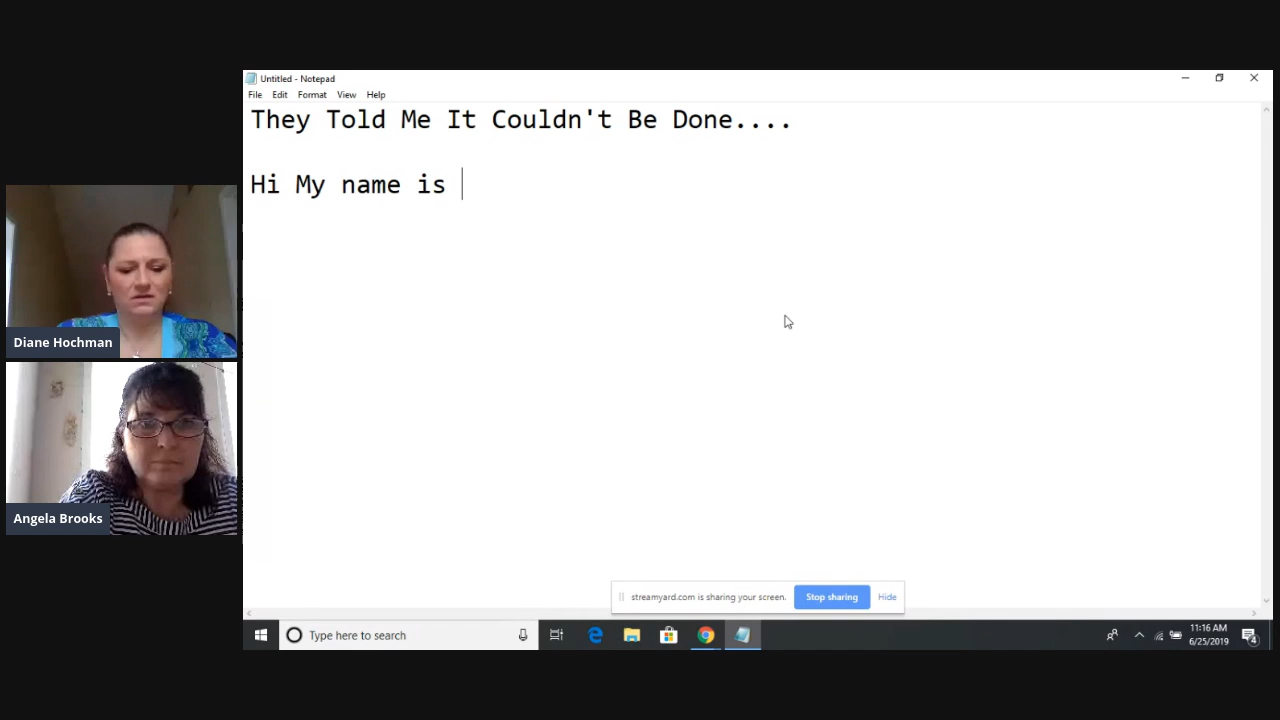 Untitled - Notepad
File Edit Format View Help
They Told Me It Couldn't Be Done....
Hi My name is
Diane Hochman
Angela Brooks
streamyard.com is sharing your screen. Stop sharing Hide
Type here to search
11:16 AM
6/25/2019
4